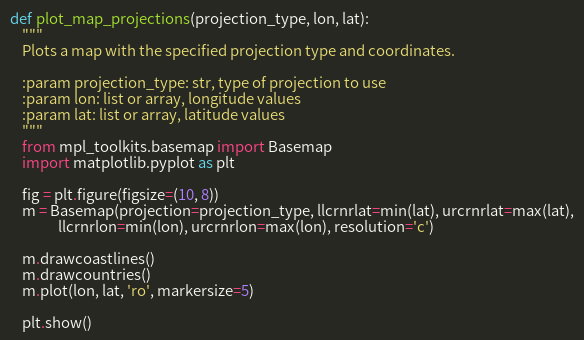 def plot_map_projections(projection_type, lon, lat):
    """
    Plots a map with the specified projection type and coordinates.

    :param projection_type: str, type of projection to use
    :param lon: list or array, longitude values
    :param lat: list or array, latitude values
    """
    from mpl_toolkits.basemap import Basemap
    import matplotlib.pyplot as plt

    fig = plt.figure(figsize=(10, 8))
    m = Basemap(projection=projection_type, llcrnrlat=min(lat), urcrnrlat=max(lat),
                llcrnrlon=min(lon), urcrnrlon=max(lon), resolution='c')

    m.drawcoastlines()
    m.drawcountries()
    m.plot(lon, lat, 'ro', markersize=5)

    plt.show()